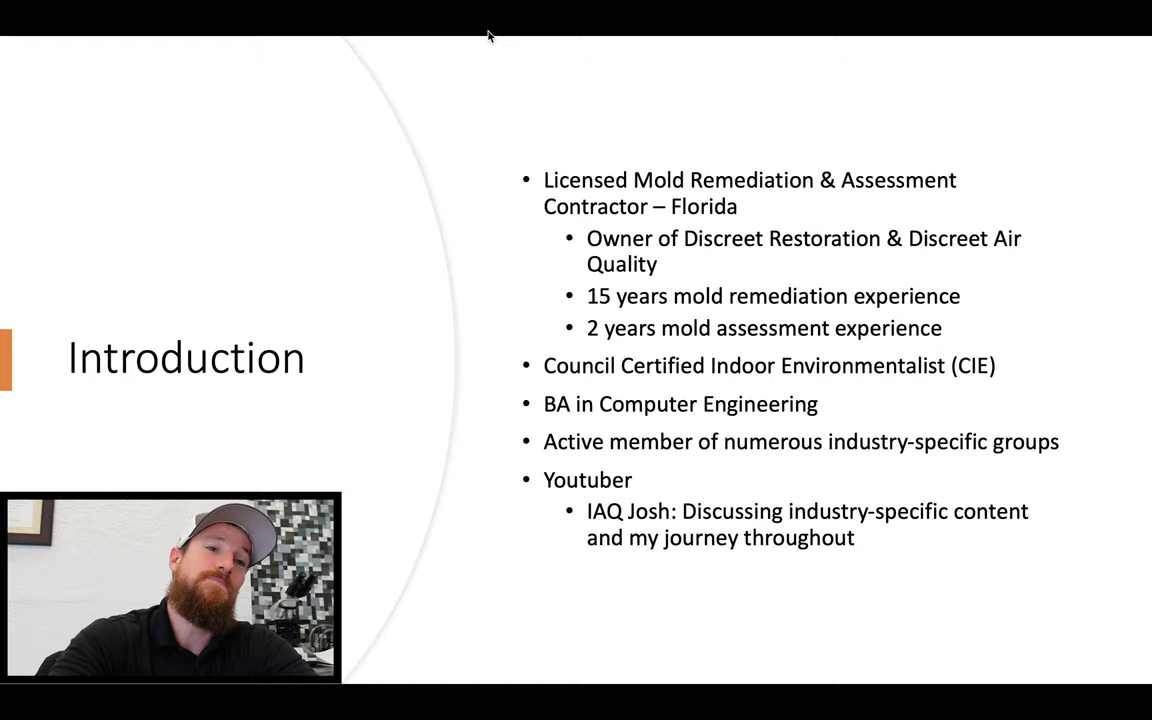 Introduction
• Licensed Mold Remediation & Assessment
Contractor – Florida
• Owner of Discreet Restoration & Discreet Air
Quality
• 15 years mold remediation experience
• 2 years mold assessment experience
• Council Certified Indoor Environmentalist (CIE)
• BA in Computer Engineering
• Active member of numerous industry-specific groups
• Youtuber
• IAQ Josh: Discussing industry-specific content
and my journey throughout